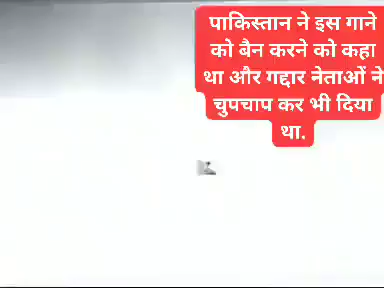 पाकिस्तान ने इस गाने
को बैन करने को कहा
था और गद्दार नेताओं ने
चुपचाप कर भी दिया
था.